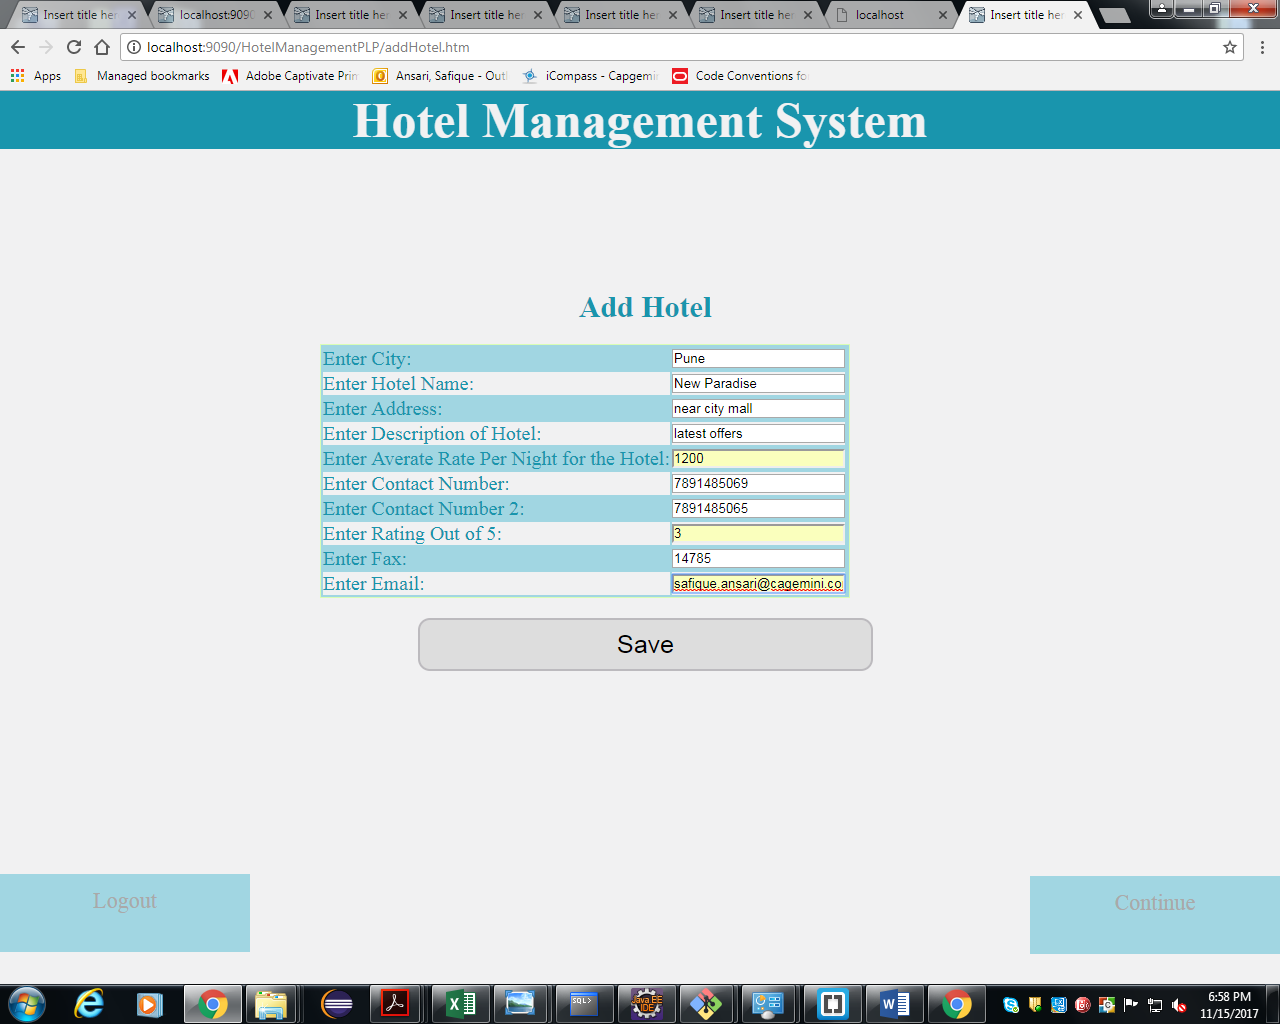 Insert title her
localhost:9090
Insert title her
Insert title her
Insert title her
Insert title her
localhost
Insert title her
localhost:9090/HotelManagementPLP/addHotel.htm
Apps
Managed bookmarks
Adobe Captivate Prim
Ansari, Safique - Outl
iCompass - Capgemi
Code Conventions fo
Hotel Management System
Add Hotel
Enter City: Pune
Enter Hotel Name: New Paradise
Enter Address: near city mall
Enter Description of Hotel: latest offers
Enter Averate Rate Per Night for the Hotel: 1200
Enter Contact Number: 7891485069
Enter Contact Number 2: 7891485065
Enter Rating Out of 5: 3
Enter Fax: 14785
Enter Email: safique.ansari@cagemini.co
Save
Logout
Continue
SQL>
Java EE
IDE
6:58 PM
11/15/2017